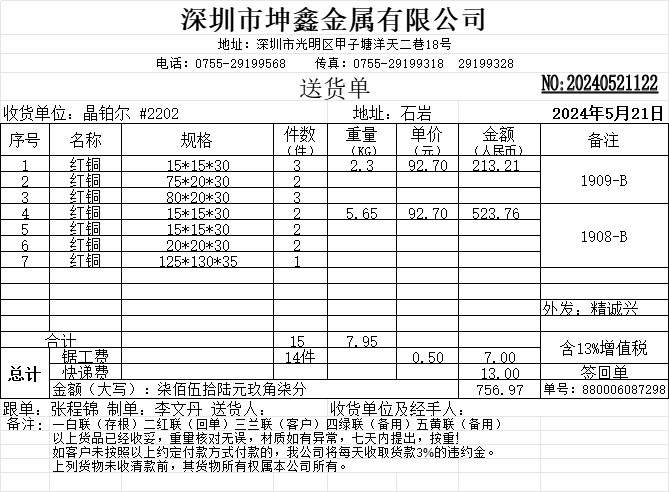 深圳市坤鑫金属有限公司
地址：深圳市光明区甲子塘洋天二巷18号
电话：0755-29199568 传真：0755-29199318 29199328
送货单 NO:20240521122
收货单位：晶铂尔 #2202 地址：石岩 2024年5月21日
序号 名称 规格 件数（件） 重量（KG） 单价（元） 金额（人民币） 备注
1 红铜 15*15*30 3 2.3 92.70 213.21 1909-B
2 红铜 75*20*30 2
3 红铜 80*20*30 3
4 红铜 15*15*30 2 5.65 92.70 523.76 1908-B
5 红铜 15*15*30 2
6 红铜 20*20*30 2
7 红铜 125*130*35 1
外发：精诚兴
合计 15 7.95 含13%增值税
总计 锯工费 14件 0.50 7.00
快递费 13.00 签回单
金额（大写）：柒佰伍拾陆元玖角柒分 756.97 单号：880006087298
跟单：张程锦 制单：李文丹 送货人： 收货单位及经手人：
备注：一白联（存根）二红联（回单）三兰联（客户）四绿联（备用）五黄联（备用）
以上货品已经收妥，重量核对无误，材质如有异常，七天内提出，按重！
如客户未按照以上约定付款方式付款的，我公司将每天收取货款3%的违约金。
上列货物未收清款前，其货物所有权属本公司所有。